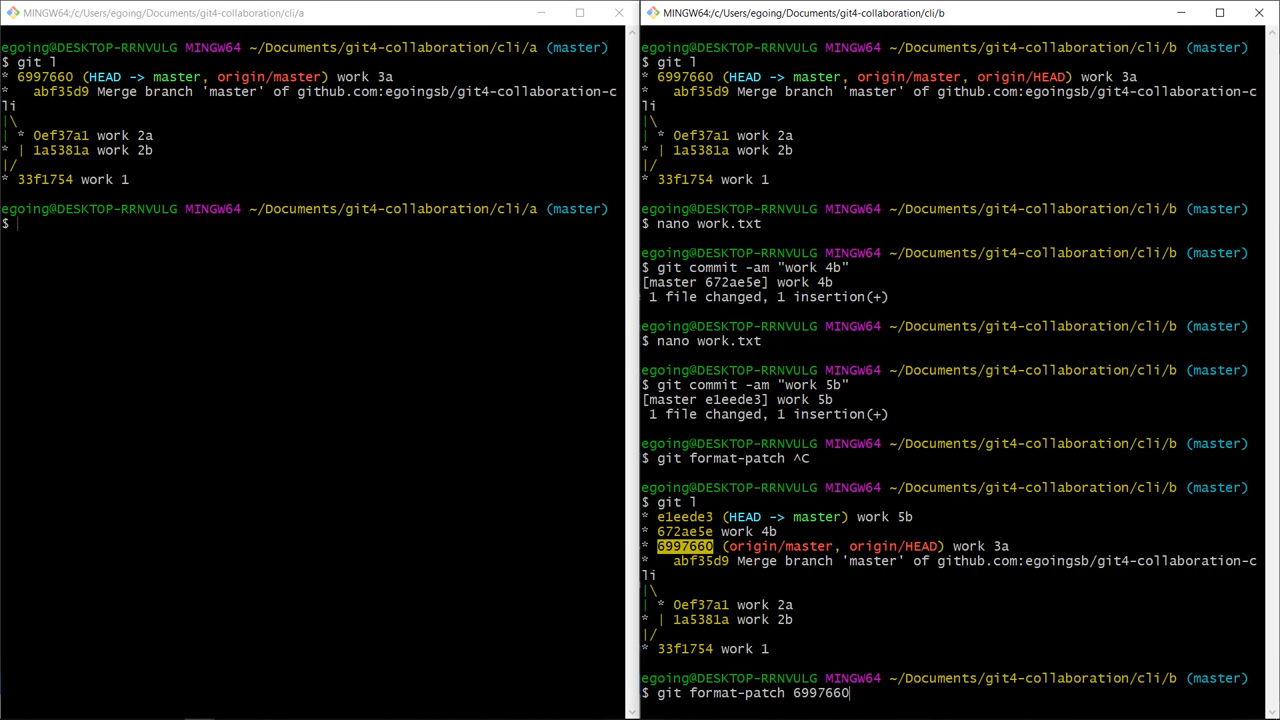 MINGW64:/c/Users/egoing/Documents/git4-collaboration/cli/a
egoing@DESKTOP-RRNVULG MINGW64 ~/Documents/git4-collaboration/cli/a (master)
$ git l
* 6997660 (HEAD -> master, origin/master) work 3a
*   abf35d9 Merge branch 'master' of github.com:egoingsb/git4-collaboration-c
li
|\
| * 0ef37a1 work 2a
* | 1a5381a work 2b
|/
* 33f1754 work 1
egoing@DESKTOP-RRNVULG MINGW64 ~/Documents/git4-collaboration/cli/a (master)
$
MINGW64:/c/Users/egoing/Documents/git4-collaboration/cli/b
egoing@DESKTOP-RRNVULG MINGW64 ~/Documents/git4-collaboration/cli/b (master)
$ git l
* 6997660 (HEAD -> master, origin/master, origin/HEAD) work 3a
*   abf35d9 Merge branch 'master' of github.com:egoingsb/git4-collaboration-c
li
|\
| * 0ef37a1 work 2a
* | 1a5381a work 2b
|/
* 33f1754 work 1
egoing@DESKTOP-RRNVULG MINGW64 ~/Documents/git4-collaboration/cli/b (master)
$ nano work.txt
egoing@DESKTOP-RRNVULG MINGW64 ~/Documents/git4-collaboration/cli/b (master)
$ git commit -am "work 4b"
[master 672ae5e] work 4b
 1 file changed, 1 insertion(+)
egoing@DESKTOP-RRNVULG MINGW64 ~/Documents/git4-collaboration/cli/b (master)
$ nano work.txt
egoing@DESKTOP-RRNVULG MINGW64 ~/Documents/git4-collaboration/cli/b (master)
$ git commit -am "work 5b"
[master e1eede3] work 5b
 1 file changed, 1 insertion(+)
egoing@DESKTOP-RRNVULG MINGW64 ~/Documents/git4-collaboration/cli/b (master)
$ git format-patch ^C
egoing@DESKTOP-RRNVULG MINGW64 ~/Documents/git4-collaboration/cli/b (master)
$ git l
* e1eede3 (HEAD -> master) work 5b
* 672ae5e work 4b
* 6997660 (origin/master, origin/HEAD) work 3a
*   abf35d9 Merge branch 'master' of github.com:egoingsb/git4-collaboration-c
li
|\
| * 0ef37a1 work 2a
* | 1a5381a work 2b
|/
* 33f1754 work 1
egoing@DESKTOP-RRNVULG MINGW64 ~/Documents/git4-collaboration/cli/b (master)
$ git format-patch 6997660